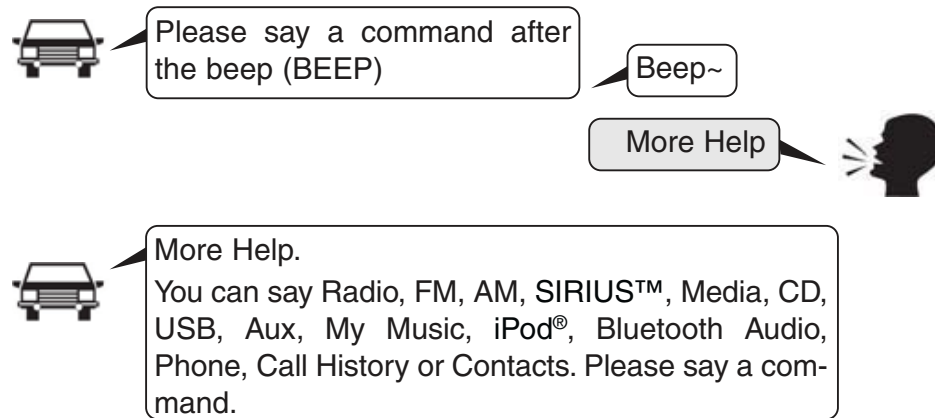 Please say a command after
the beep (BEEP)
Beep~
More Help
More Help.
You can say Radio, FM, AM, SIRIUS™, Media, CD,
USB, Aux, My Music, iPod®, Bluetooth Audio,
Phone, Call History or Contacts. Please say a com-
mand.